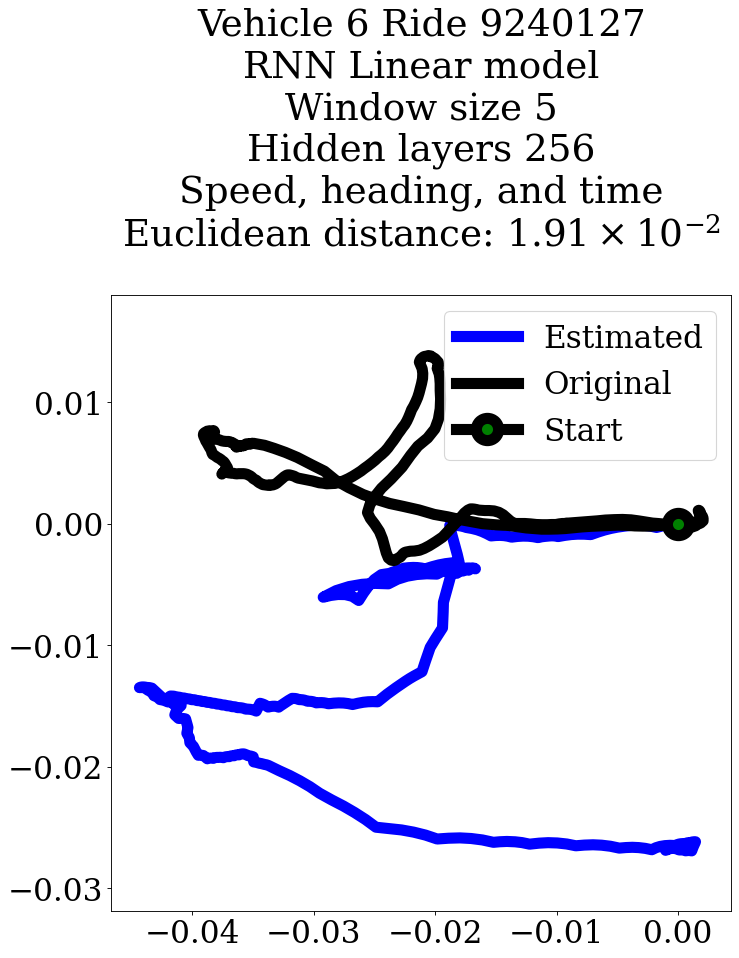 Vehicle 6 Ride 9240127
RNN Linear model
Window size 5
Hidden layers 256
Speed, heading, and time
Euclidean distance: 1.91 × 10⁻²
Estimated
Original
Start
0.01
0.00
−0.01
−0.02
−0.03
−0.04 −0.03 −0.02 −0.01 0.00